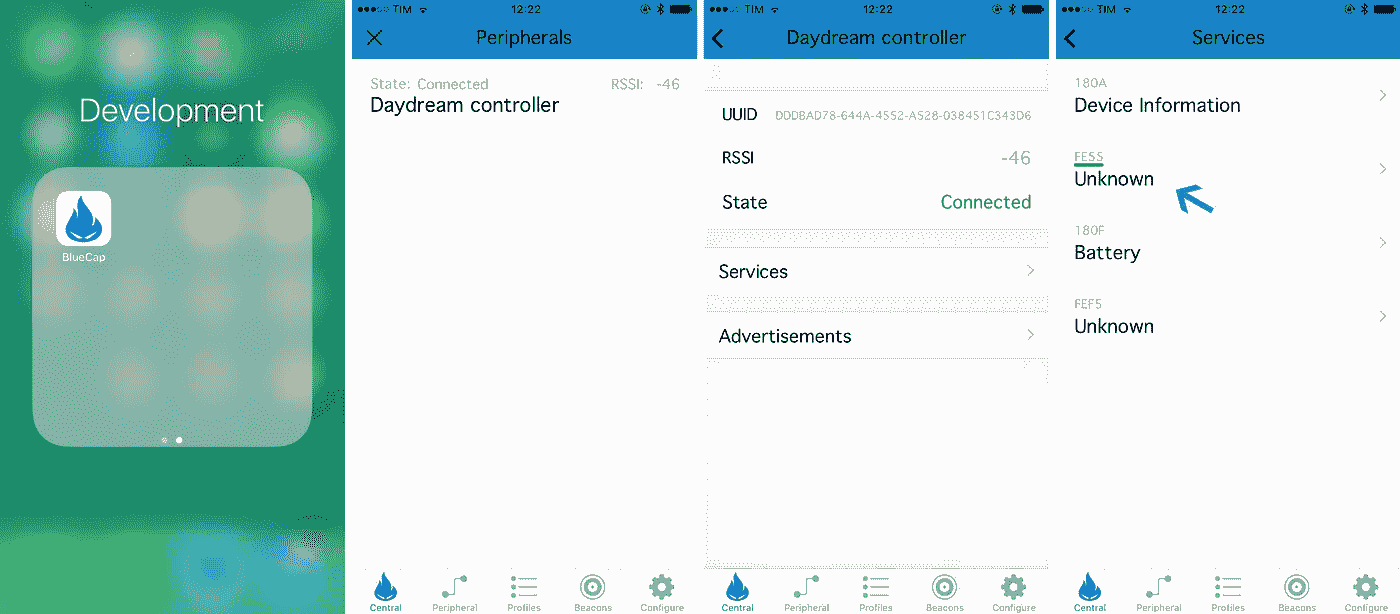 Development
BlueCap
TIM 12:22
Peripherals
State: Connected RSSI: -46
Daydream controller
Central Peripheral Profiles Beacons Configure
TIM 12:22
Daydream controller
UUID DDDBAD78-644A-4552-A528-038451C343D6
RSSI -46
State Connected
Services
Advertisements
Central Peripheral Profiles Beacons Configure
TIM 12:22
Services
180A
Device Information
FE55
Unknown
180F
Battery
FEF5
Unknown
Central Peripheral Profiles Beacons Configure